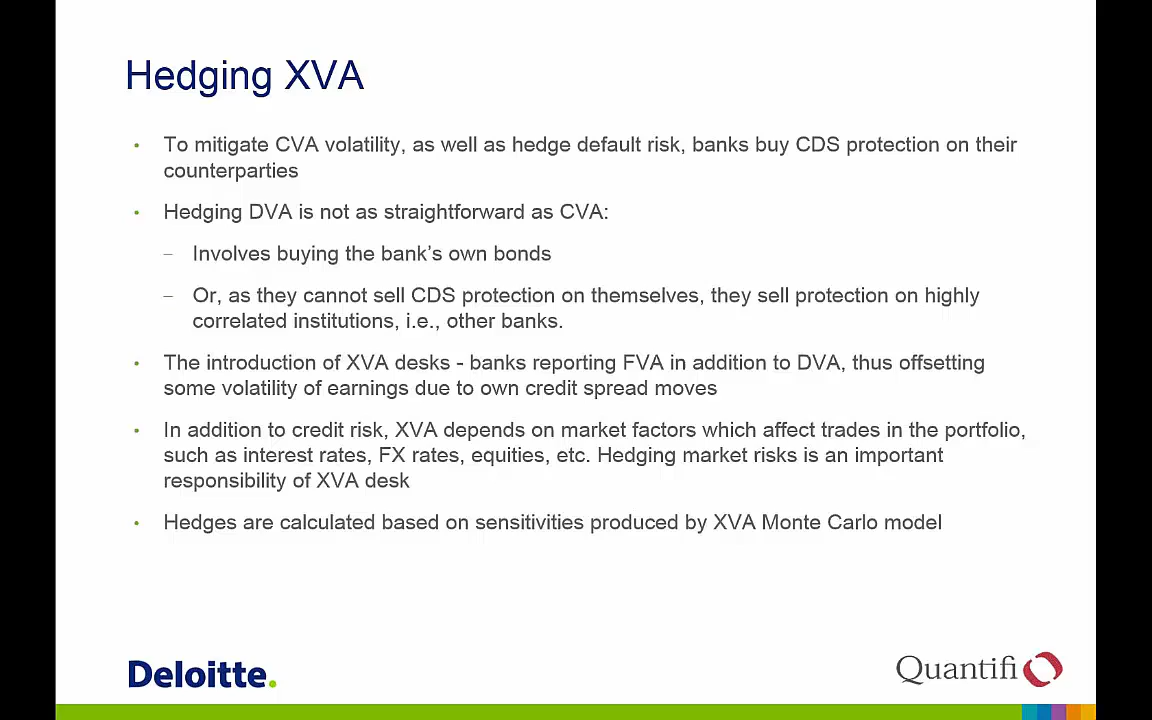 Hedging XVA
• To mitigate CVA volatility, as well as hedge default risk, banks buy CDS protection on their
counterparties
• Hedging DVA is not as straightforward as CVA:
– Involves buying the bank's own bonds
– Or, as they cannot sell CDS protection on themselves, they sell protection on highly
correlated institutions, i.e., other banks.
• The introduction of XVA desks - banks reporting FVA in addition to DVA, thus offsetting
some volatility of earnings due to own credit spread moves
• In addition to credit risk, XVA depends on market factors which affect trades in the portfolio,
such as interest rates, FX rates, equities, etc. Hedging market risks is an important
responsibility of XVA desk
• Hedges are calculated based on sensitivities produced by XVA Monte Carlo model
Deloitte.
Quantifi